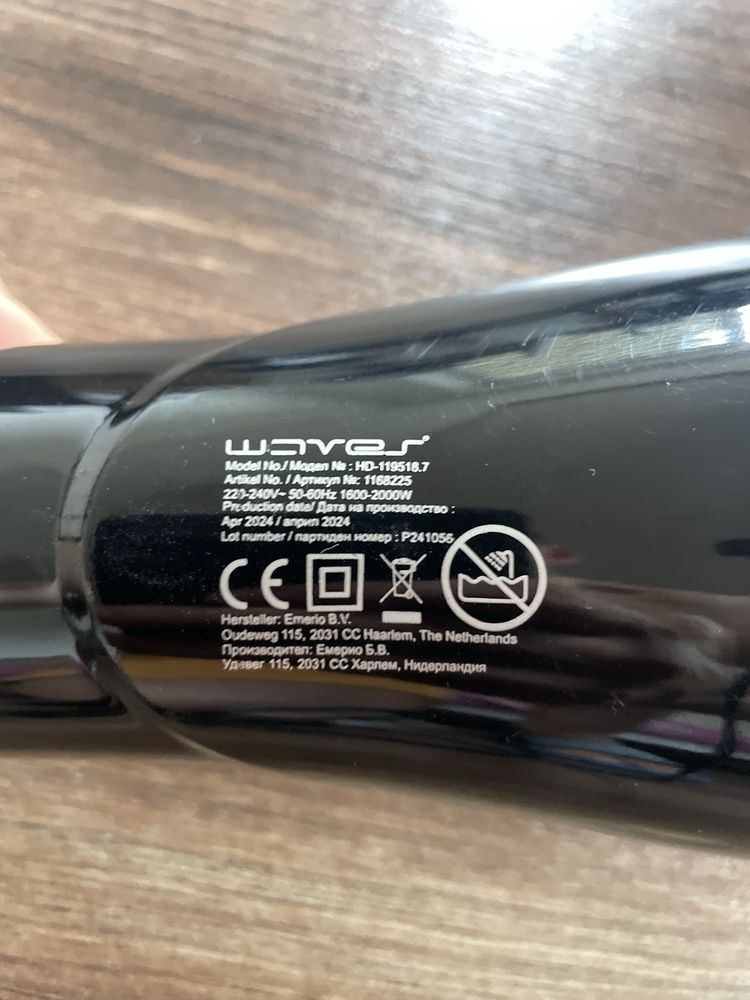 waves
Model No./ Модел №: HD-119518.7
Artikel No. / Артикул №: 1168225
220-240V~ 50-60Hz 1600-2000W
Production date/ Дата на производство :
Apr 2024 / април 2024
Lot number / партиден номер : P241056
CE
Hersteller: Emerio B.V.
Oudeweg 115, 2031 CC Haarlem, The Netherlands
Производител: Емерио Б.В.
Удевег 115, 2031 СС Харлем, Нидерландия